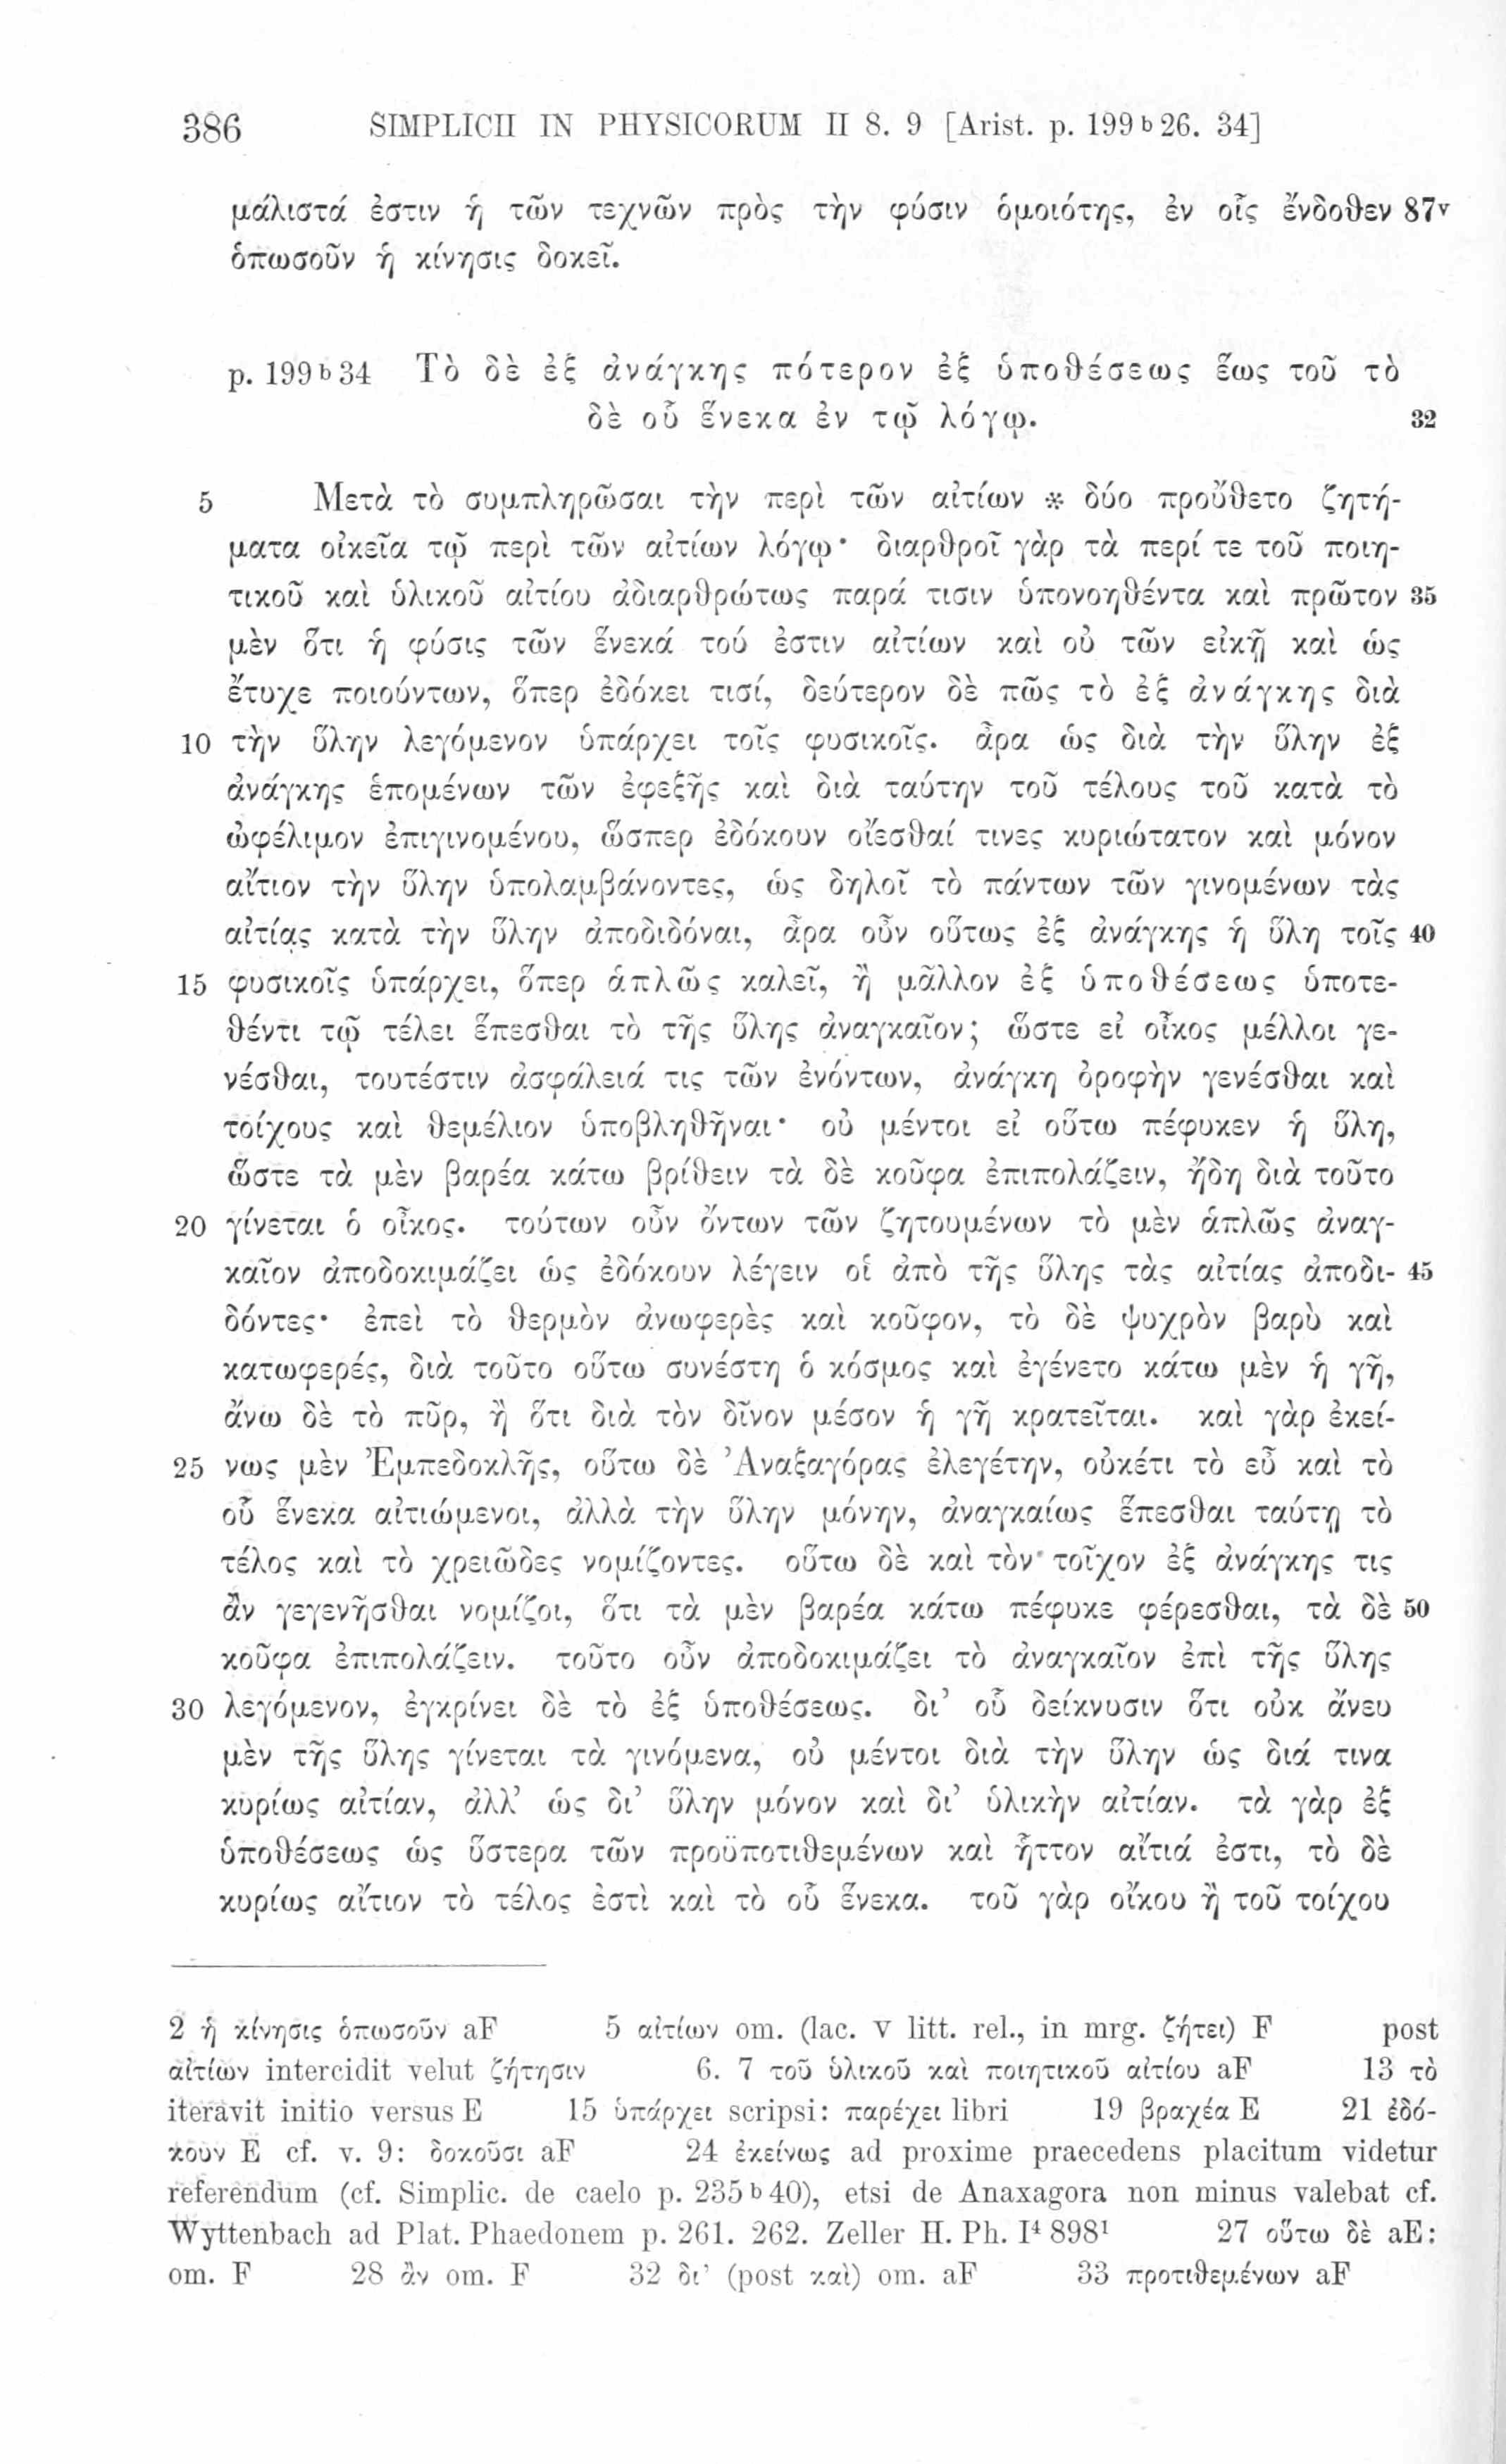 386 SIMPLICII IN PHYSICORUM II 8. 9 [Arist. p. 199 b 26. 34]
μάλιστά ἐστιν ἡ τῶν τεχνῶν πρὸς τὴν φύσιν ὁμοιότης, ἐν οἷς ἔνδοθεν 87v
ὁπωσοῦν ἡ κίνησις δοκεῖ.
p. 199 b 34 Τὸ δὲ ἐξ ἀνάγκης πότερον ἐξ ὑποθέσεως ἕως τοῦ τὸ
δὲ οὗ ἕνεκα ἐν τῷ λόγῳ. 32
5 Μετὰ τὸ συμπληρῶσαι τὴν περὶ τῶν αἰτίων * δύο προὔθετο ζητή-
ματα οἰκεῖα τῷ περὶ τῶν αἰτίων λόγῳ· διαρθροῖ γὰρ τὰ περί τε τοῦ ποιη-
τικοῦ καὶ ὑλικοῦ αἰτίου ἀδιαρθρώτως παρά τισιν ὑπονοηθέντα καὶ πρῶτον 35
μὲν ὅτι ἡ φύσις τῶν ἕνεκά τού ἐστιν αἰτίων καὶ οὐ τῶν εἰκῇ καὶ ὡς
ἔτυχε ποιούντων, ὅπερ ἐδόκει τισί, δεύτερον δὲ πῶς τὸ ἐξ ἀνάγκης διὰ
10 τὴν ὕλην λεγόμενον ὑπάρχει τοῖς φυσικοῖς. ἆρα ὡς διὰ τὴν ὕλην ἐξ
ἀνάγκης ἑπομένων τῶν ἐφεξῆς καὶ διὰ ταύτην τοῦ τέλους τοῦ κατὰ τὸ
ὠφέλιμον ἐπιγινομένου, ὥσπερ ἐδόκουν οἴεσθαί τινες κυριώτατον καὶ μόνον
αἴτιον τὴν ὕλην ὑπολαμβάνοντες, ὡς δηλοῖ τὸ πάντων τῶν γινομένων τὰς
αἰτίας κατὰ τὴν ὕλην ἀποδιδόναι, ἆρα οὖν οὕτως ἐξ ἀνάγκης ἡ ὕλη τοῖς 40
15 φυσικοῖς ὑπάρχει, ὅπερ ἁπλῶς καλεῖ, ἢ μᾶλλον ἐξ ὑποθέσεως ὑποτε-
θέντι τῷ τέλει ἕπεσθαι τὸ τῆς ὕλης ἀναγκαῖον; ὥστε εἰ οἶκος μέλλοι γε-
νέσθαι, τουτέστιν ἀσφάλειά τις τῶν ἐνόντων, ἀνάγκη ὀροφὴν γενέσθαι καὶ
τοίχους καὶ θεμέλιον ὑποβληθῆναι· οὐ μέντοι εἰ οὕτω πέφυκεν ἡ ὕλη,
ὥστε τὰ μὲν βαρέα κάτω βρίθειν τὰ δὲ κοῦφα ἐπιπολάζειν, ἤδη διὰ τοῦτο
20 γίνεται ὁ οἶκος. τούτων οὖν ὄντων τῶν ζητουμένων τὸ μὲν ἁπλῶς ἀναγ-
καῖον ἀποδοκιμάζει ὡς ἐδόκουν λέγειν οἱ ἀπὸ τῆς ὕλης τὰς αἰτίας ἀποδι- 45
δόντες· ἐπεὶ τὸ θερμὸν ἀνωφερὲς καὶ κοῦφον, τὸ δὲ ψυχρὸν βαρὺ καὶ
κατωφερές, διὰ τοῦτο οὕτω συνέστη ὁ κόσμος καὶ ἐγένετο κάτω μὲν ἡ γῆ,
ἄνω δὲ τὸ πῦρ, ἢ ὅτι διὰ τὸν δῖνον μέσον ἡ γῆ κρατεῖται. καὶ γὰρ ἐκεί-
25 νως μὲν Ἐμπεδοκλῆς, οὕτω δὲ Ἀναξαγόρας ἐλεγέτην, οὐκέτι τὸ εὖ καὶ τὸ
οὗ ἕνεκα αἰτιώμενοι, ἀλλὰ τὴν ὕλην μόνην, ἀναγκαίως ἕπεσθαι ταύτῃ τὸ
τέλος καὶ τὸ χρειῶδες νομίζοντες. οὕτω δὲ καὶ τὸν τοῖχον ἐξ ἀνάγκης τις
ἂν γεγενῆσθαι νομίζοι, ὅτι τὰ μὲν βαρέα κάτω πέφυκε φέρεσθαι, τὰ δὲ 50
κοῦφα ἐπιπολάζειν. τοῦτο οὖν ἀποδοκιμάζει τὸ ἀναγκαῖον ἐπὶ τῆς ὕλης
30 λεγόμενον, ἐγκρίνει δὲ τὸ ἐξ ὑποθέσεως. δι’ οὗ δείκνυσιν ὅτι οὐκ ἄνευ
μὲν τῆς ὕλης γίνεται τὰ γινόμενα, οὐ μέντοι διὰ τὴν ὕλην ὡς διά τινα
κυρίως αἰτίαν, ἀλλ’ ὡς δι’ ὕλην μόνον καὶ δι’ ὑλικὴν αἰτίαν. τὰ γὰρ ἐξ
ὑποθέσεως ὡς ὕστερα τῶν προϋποτιθεμένων καὶ ἧττον αἴτιά ἐστι, τὸ δὲ
κυρίως αἴτιον τὸ τέλος ἐστὶ καὶ τὸ οὗ ἕνεκα. τοῦ γὰρ οἴκου ἢ τοῦ τοίχου
2 ἡ κίνησις ὁπωσοῦν aF 5 αἰτίων om. (lac. v litt. rel., in mrg. ζήτει) F post
αἰτίων intercidit velut ζήτησιν 6. 7 τοῦ ὑλικοῦ καὶ ποιητικοῦ αἰτίου aF 13 τὸ
iteravit initio versus E 15 ὑπάρχει scripsi: παρέχει libri 19 βραχέα E 21 ἐδό-
κουν E cf. v. 9: δοκοῦσι aF 24 ἐκείνως ad proxime praecedens placitum videtur
referendum (cf. Simplic. de caelo p. 235 b 40), etsi de Anaxagora non minus valebat cf.
Wyttenbach ad Plat. Phaedonem p. 261. 262. Zeller H. Ph. I⁴ 898¹ 27 οὕτω δὲ aE:
om. F 28 ἂν om. F 32 δι’ (post καὶ) om. aF 33 προτιθεμένων aF